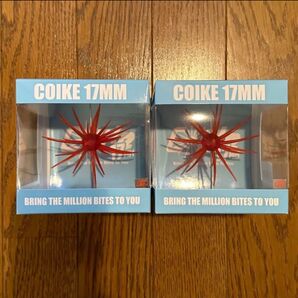 COIKE 17MM
BRING THE MILLION BITES TO YOU
COIKE 17MM
BRING THE MILLION BITES TO YOU